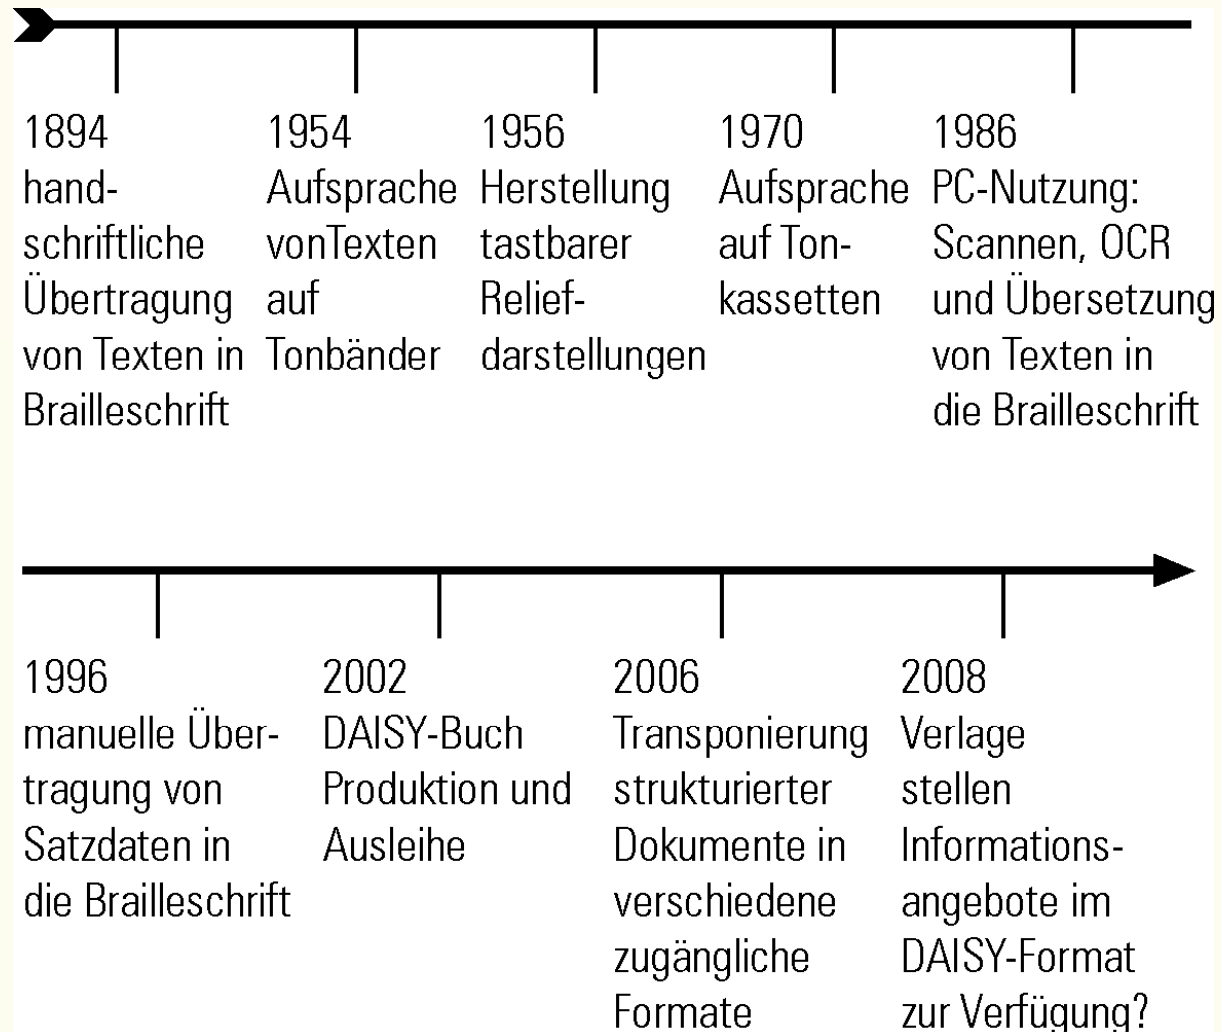 1894
hand-
schriftliche
Übertragung
von Texten in
Brailleschrift
1954
Aufsprache
vonTexten
auf
Tonbänder
1956
Herstellung
tastbarer
Relief-
darstellungen
1970
Aufsprache
auf Ton-
kassetten
1986
PC-Nutzung:
Scannen, OCR
und Übersetzung
von Texten in
die Brailleschrift
1996
manuelle Über-
tragung von
Satzdaten in
die Brailleschrift
2002
DAISY-Buch
Produktion und
Ausleihe
2006
Transponierung
strukturierter
Dokumente in
verschiedene
zugängliche
Formate
2008
Verlage
stellen
Informations-
angebote im
DAISY-Format
zur Verfügung?